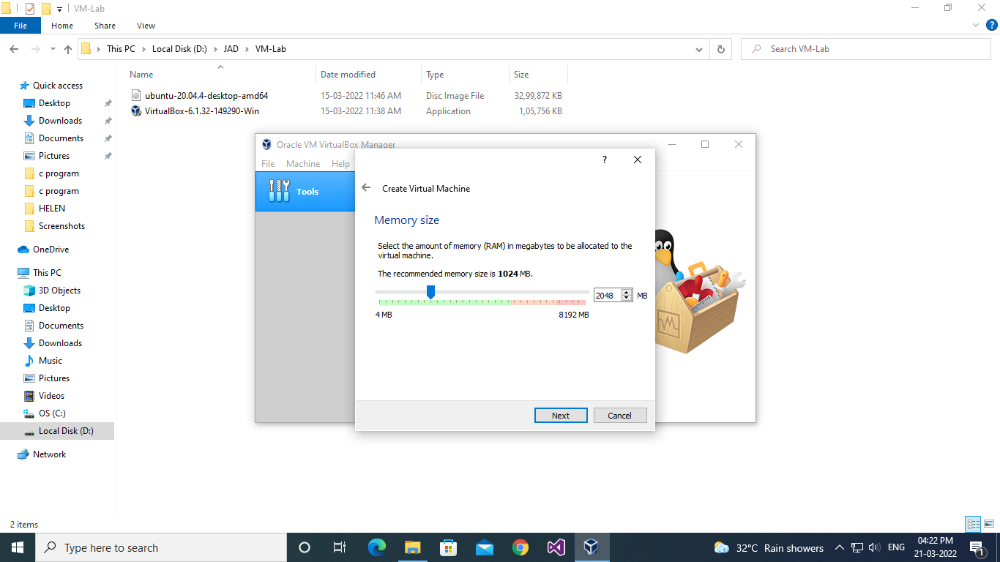 VM-Lab
File Home Share View
This PC Local Disk (D:) JAD VM-Lab
Search VM-Lab
Name Date modified Type Size
ubuntu-20.04.4-desktop-amd64 15-03-2022 11:46 AM Disc Image File 32,99,872 KB
VirtualBox-6.1.32-149290-Win 15-03-2022 11:38 AM Application 1,05,756 KB
Quick access
Desktop
Downloads
Documents
Pictures
c program
c program
HELEN
Screenshots
OneDrive
This PC
3D Objects
Desktop
Documents
Downloads
Music
Pictures
Videos
OS (C:)
Local Disk (D:)
Network
Oracle VM VirtualBox Manager
File Machine Help
Tools
?
Create Virtual Machine
Memory size
Select the amount of memory (RAM) in megabytes to be allocated to the
virtual machine.
The recommended memory size is 1024 MB.
2048 MB
4 MB 8192 MB
Next Cancel
2 items
Type here to search
32°C Rain showers
ENG
04:22 PM
21-03-2022
1